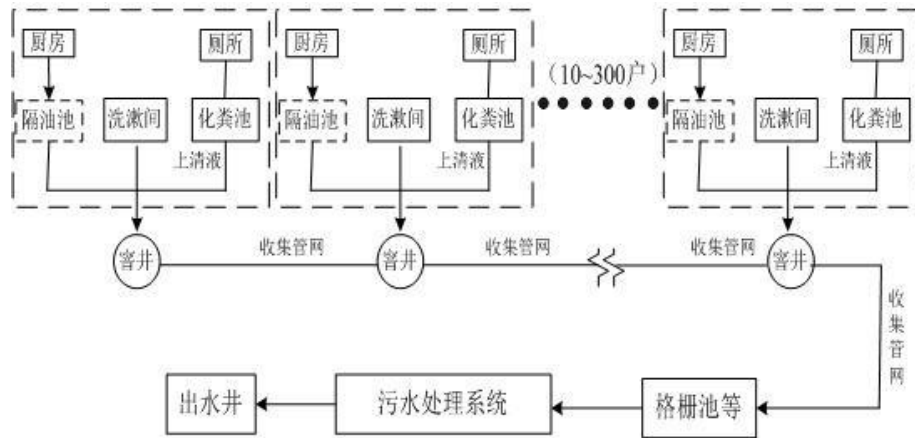 厨房
厕所
厨房
厕所
厨房
厕所
（10~300户）
隔油池
洗漱间
化粪池
隔油池
洗漱间
化粪池
隔油池
洗漱间
化粪池
上清液
上清液
上清液
窨井
收集管网
窨井
收集管网
收集管网
窨井
收集管网
出水井
污水处理系统
格栅池等